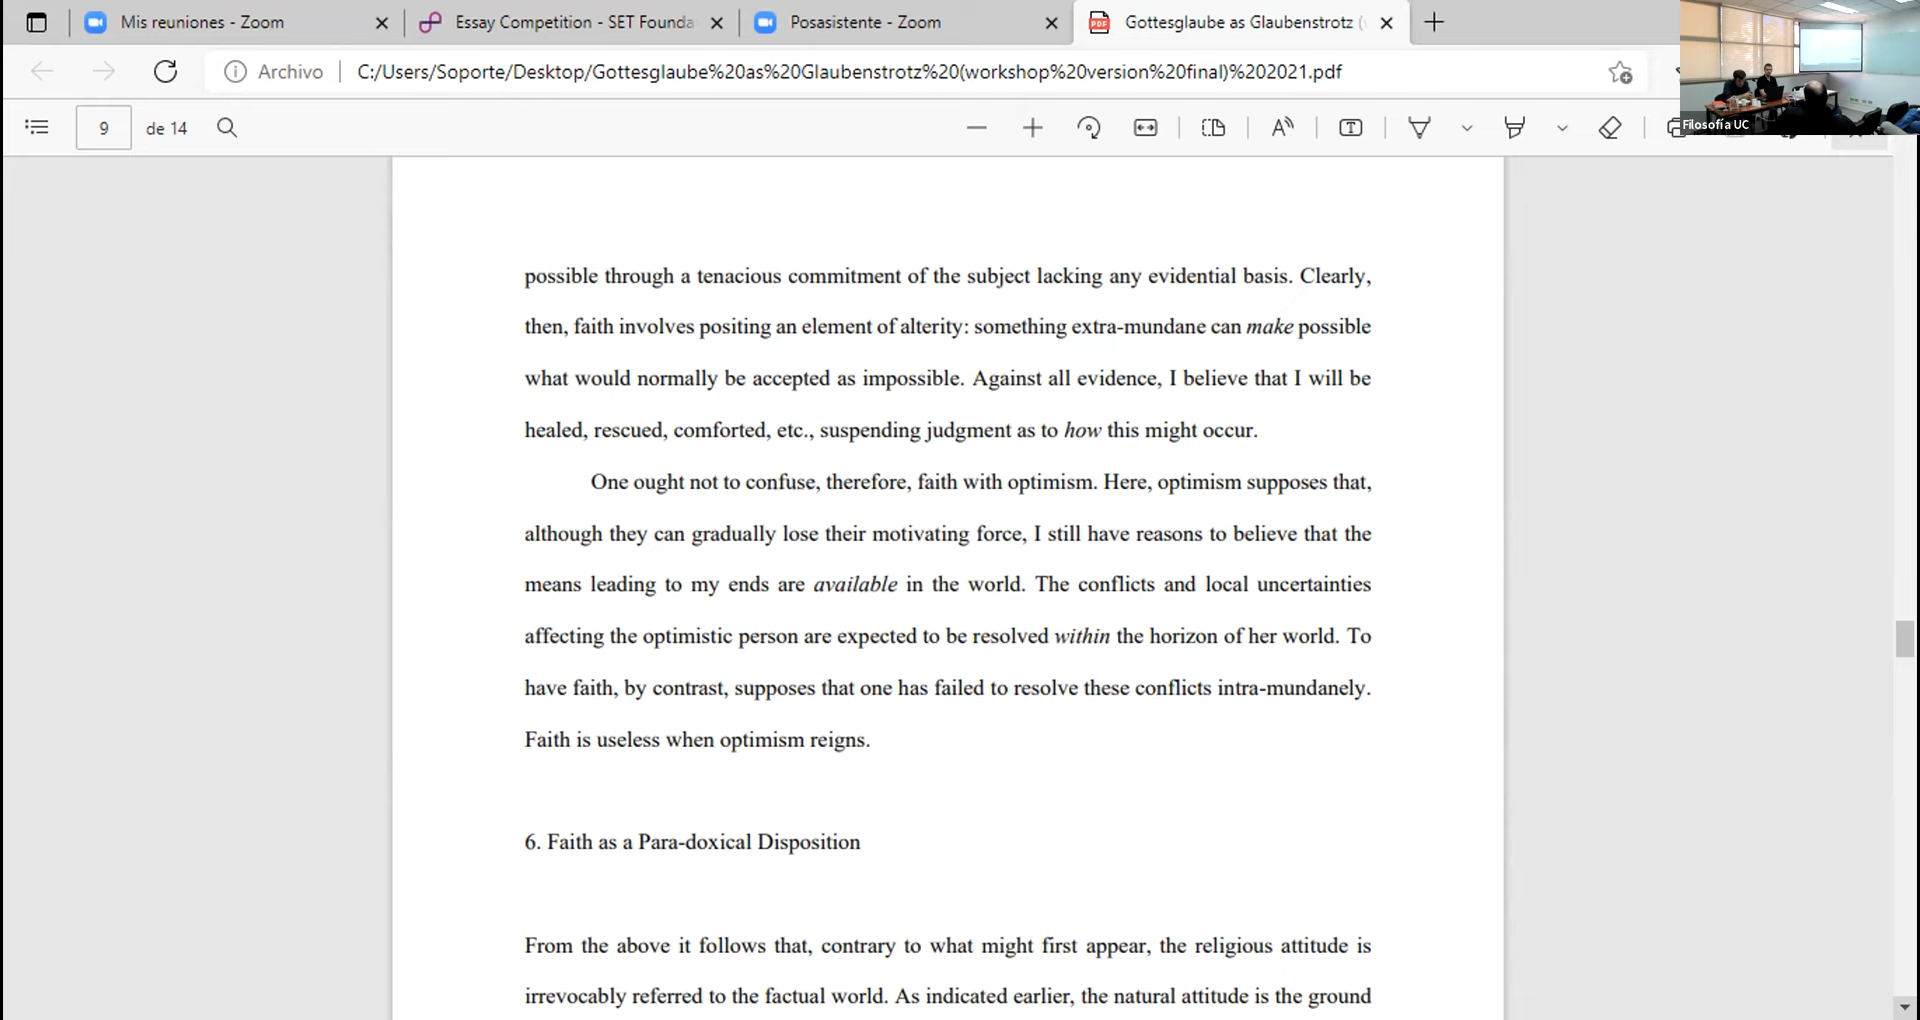 Mis reuniones - Zoom
Essay Competition - SET Founda
Posasistente - Zoom
Gottesglaube as Glaubenstrotz (
Archivo
C:/Users/Soporte/Desktop/Gottesglaube%20as%20Glaubenstrotz%20(workshop%20version%20final)%202021.pdf
Filosofía UC
9 de 14
possible through a tenacious commitment of the subject lacking any evidential basis. Clearly,
then, faith involves positing an element of alterity: something extra-mundane can make possible
what would normally be accepted as impossible. Against all evidence, I believe that I will be
healed, rescued, comforted, etc., suspending judgment as to how this might occur.
One ought not to confuse, therefore, faith with optimism. Here, optimism supposes that,
although they can gradually lose their motivating force, I still have reasons to believe that the
means leading to my ends are available in the world. The conflicts and local uncertainties
affecting the optimistic person are expected to be resolved within the horizon of her world. To
have faith, by contrast, supposes that one has failed to resolve these conflicts intra-mundanely.
Faith is useless when optimism reigns.
6. Faith as a Para-doxical Disposition
From the above it follows that, contrary to what might first appear, the religious attitude is
irrevocably referred to the factual world. As indicated earlier, the natural attitude is the ground